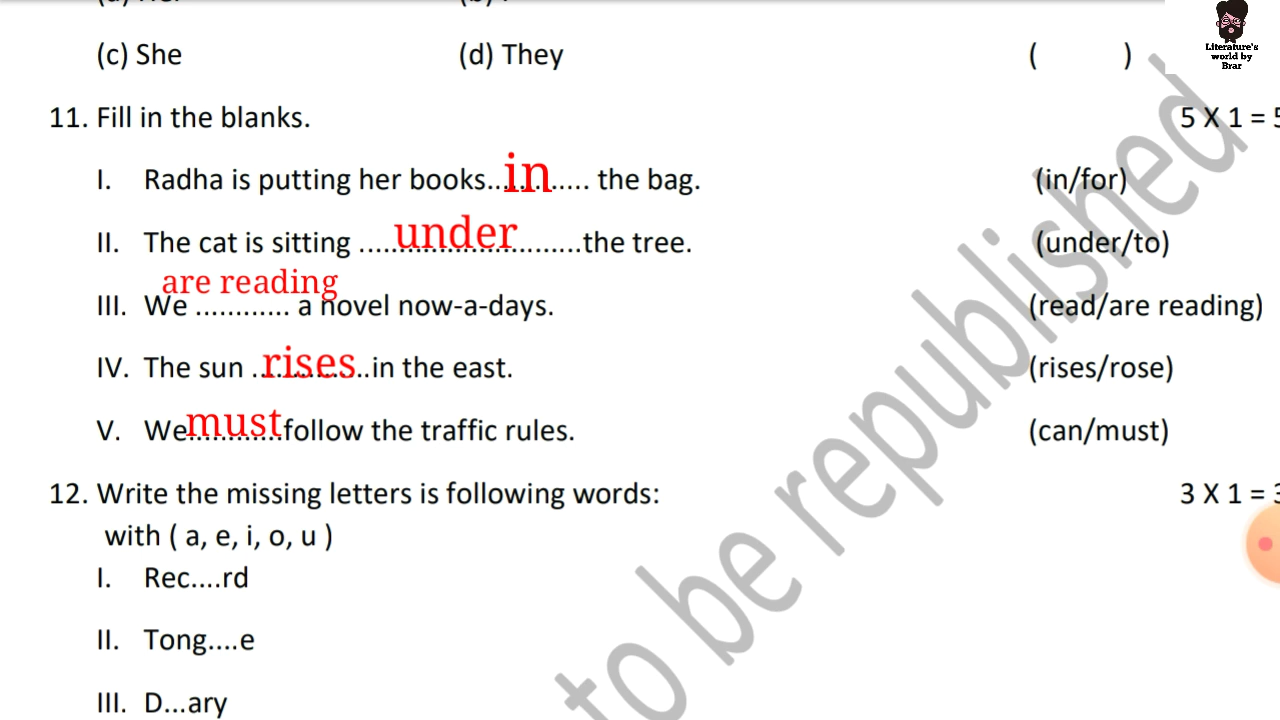 (c) She (d) They ( )
Literature's
world by
Brar
11. Fill in the blanks. 5 X 1 =
I. Radha is putting her books..in..... the bag. (in/for)
II. The cat is sitting ....under.......the tree. (under/to)
are reading
III. We ............ a novel now-a-days. (read/are reading)
IV. The sun ..rises..in the east. (rises/rose)
V. We must follow the traffic rules. (can/must)
12. Write the missing letters is following words: 3 X 1 =
with ( a, e, i, o, u )
I. Rec....rd
II. Tong....e
III. D...ary
to be republished